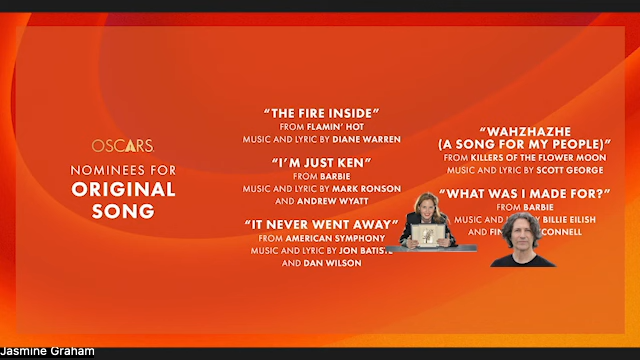 OSCARS
NOMINEES FOR
ORIGINAL
SONG
“THE FIRE INSIDE”
FROM FLAMIN’ HOT
MUSIC AND LYRIC BY DIANE WARREN
“I’M JUST KEN”
FROM BARBIE
MUSIC AND LYRIC BY MARK RONSON
AND ANDREW WYATT
“IT NEVER WENT AWAY”
FROM AMERICAN SYMPHONY
MUSIC AND LYRIC BY JON BATISTE
AND DAN WILSON
“WAHZHAZHE
(A SONG FOR MY PEOPLE)”
FROM KILLERS OF THE FLOWER MOON
MUSIC AND LYRIC BY SCOTT GEORGE
“WHAT WAS I MADE FOR?”
FROM BARBIE
MUSIC AND BY BILLIE EILISH
AND CONNELL
Jasmine Graham